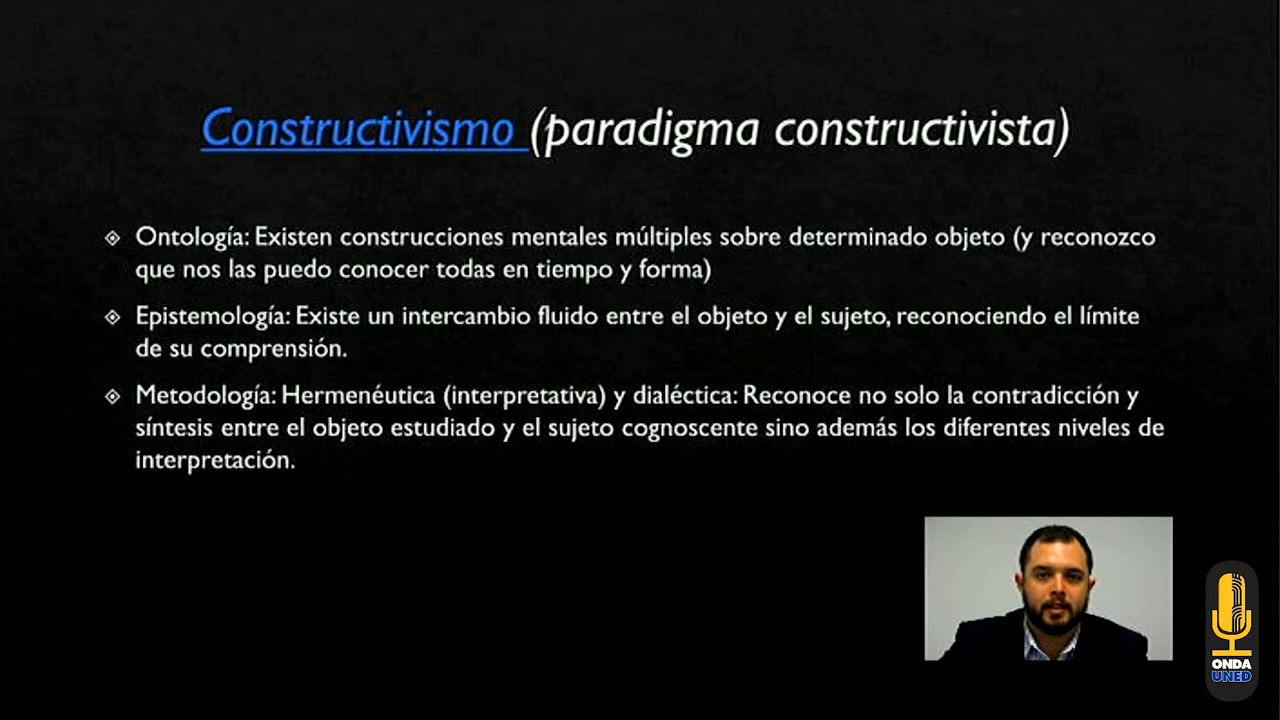 Constructivismo (paradigma constructivista)
Ontología: Existen construcciones mentales múltiples sobre determinado objeto (y reconozco
que nos las puedo conocer todas en tiempo y forma)
Epistemología: Existe un intercambio fluido entre el objeto y el sujeto, reconociendo el límite
de su comprensión.
Metodología: Hermenéutica (interpretativa) y dialéctica: Reconoce no solo la contradicción y
síntesis entre el objeto estudiado y el sujeto cognoscente sino además los diferentes niveles de
interpretación.
ONDA
UNED